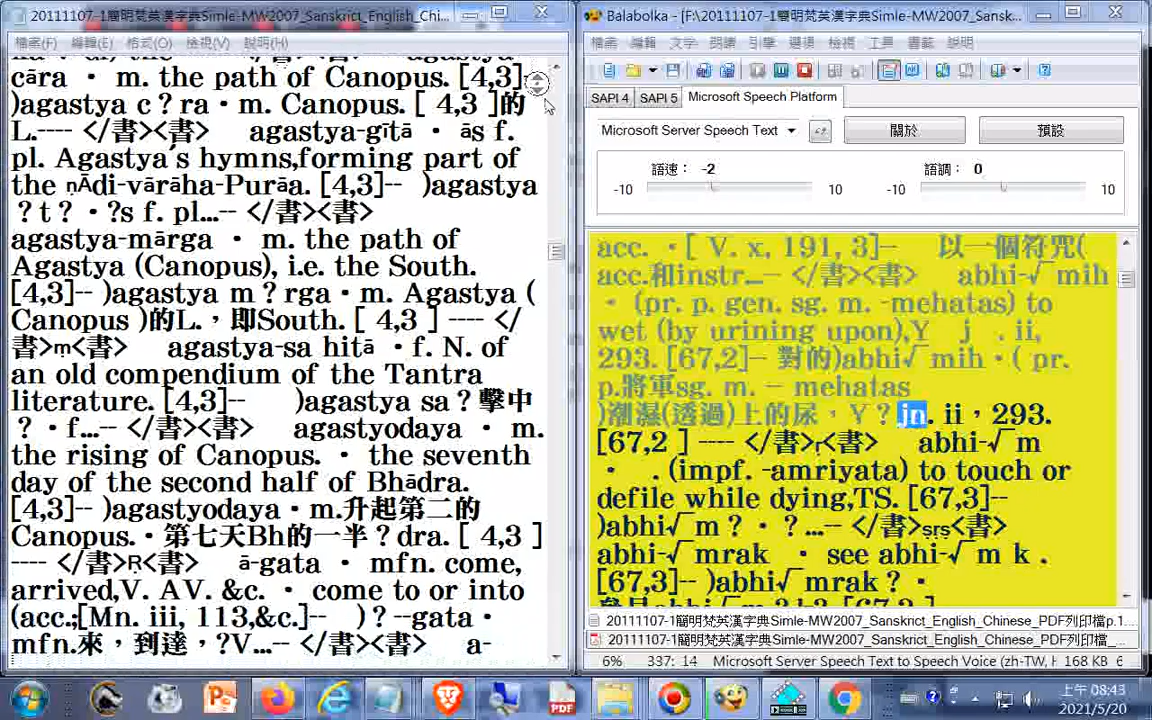 20111107-1簡明梵英漢字典Simle-MW2007_Sanskrict_English_Chi...
檔案(F) 編輯(E) 格式(O) 檢視(V) 說明(H)
cāra · m. the path of Canopus. [4,3]
)agastya c?ra·m. Canopus. [ 4,3 ]的
L.---- </書><書> agastya-gītā · ās f.
pl. Agastya's hymns,forming part of
the ṇĀdi-vārāha-Purāa. [4,3]-- )agastya
?t?·?s f. pl...-- </書><書>
agastya-mārga · m. the path of
Agastya (Canopus), i.e. the South.
[4,3]-- )agastya m?rga·m. Agastya (
Canopus )的L.，即South. [ 4,3 ] ---- </
書>ṃ<書> agastya-sa hitā ·f. N. of
an old compendium of the Tantra
literature. [4,3]-- )agastya sa?擊中
?·f...-- </書><書> agastyodaya · m.
the rising of Canopus. · the seventh
day of the second half of Bhādra.
[4,3]-- )agastyodaya·m.升起第二的
Canopus.·第七天Bh的一半?dra. [ 4,3 ]
---- </書>Ṛ<書> ā-gata · mfn. come,
arrived,V. AV. &c. · come to or into
(acc.;[Mn. iii, 113,&c.]-- )?--gata·
mfn.來，到達，?V...-- </書><書> a-
Balabolka - [F:\20111107-1簡明梵英漢字典Simle-MW2007_Sansk...
檔案 編輯 文字 朗讀 引擎 選項 檢視 工具 書籤 說明
SAPI 4 SAPI 5 Microsoft Speech Platform
Microsoft Server Speech Text 關於 預設
語速： -2 語調： 0
-10 10 -10 10
acc. ·[ V. x, 191, 3]-- 以一個符咒(
acc.和instr...-- </書><書> abhi-√mih
· (pr. p. gen. sg. m. -mehatas) to
wet (by urining upon),Y j . ii,
293. [67,2]-- 對的)abhi√mih·( pr.
p.將軍sg. m. – mehatas
)潮濕(透過)上的尿，Y?jn. ii，293.
[67,2 ] ---- </書>ṛ<書> abhi-√m
· . (impf. -amriyata) to touch or
defile while dying,TS. [67,3]--
)abhi√m?·?...-- </書>ṣṛṣ<書>
abhi-√mrak · see abhi-√m k .
[67,3]-- )abhi√mrak?·
20111107-1簡明梵英漢字典Simle-MW2007_Sanskrict_English_Chinese_PDF列印檔p.1...
20111107-1簡明梵英漢字典Simle-MW2007_Sanskrict_English_Chinese_PDF列印檔...
6% 337: 14 Microsoft Server Speech Text to Speech Voice (zh-TW, H 168 KB 6
上午 08:43
2021/5/20